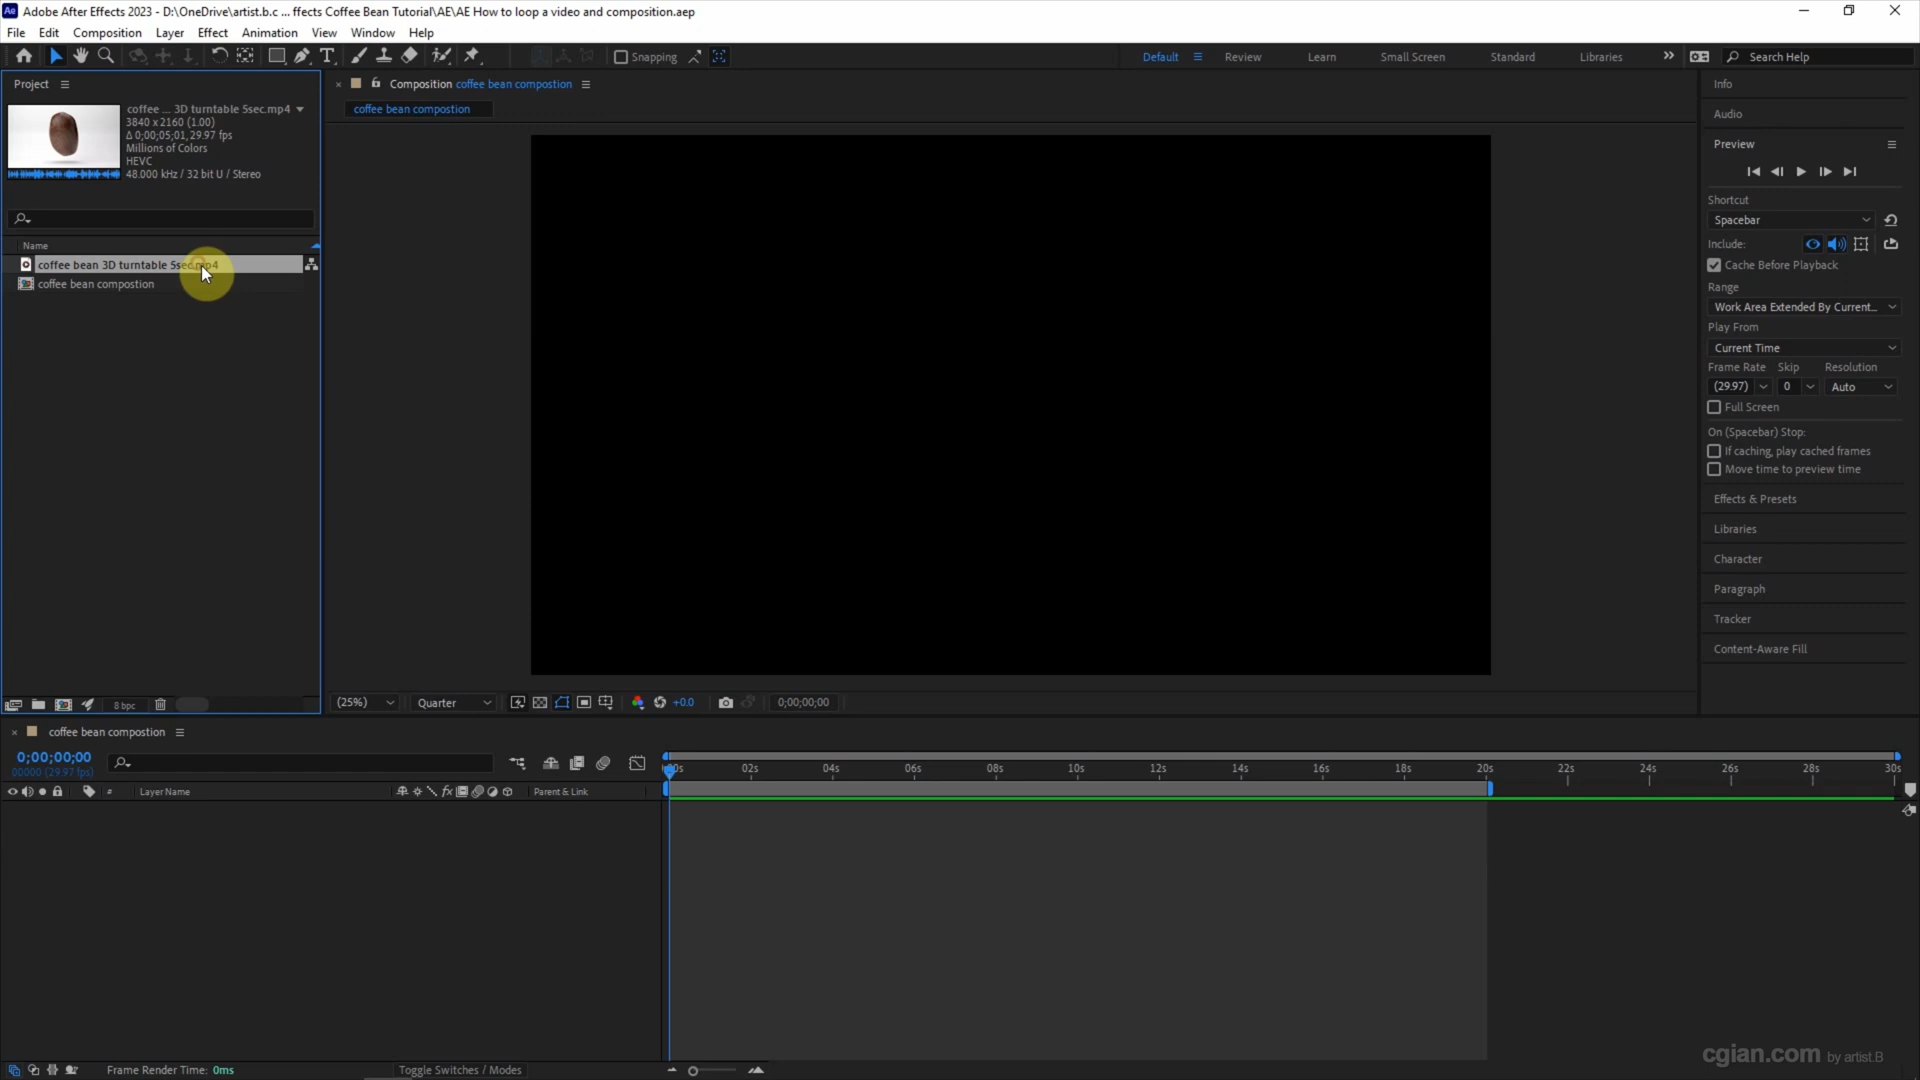 Adobe After Effects 2023 - D:\OneDrive\artist.b.c ... ffects Coffee Bean Tutorial\AE\AE How to loop a video and composition.aep
File Edit Composition Layer Effect Animation View Window Help
Snapping
Default Review Learn Small Screen Standard Libraries Search Help
Project
coffee ... 3D turntable 5sec.mp4
3840 x 2160 (1.00)
Δ 0;00;05;01, 29.97 fps
Millions of Colors
HEVC
48.000 kHz / 32 bit U / Stereo
Name
coffee bean 3D turntable 5sec.mp4
coffee bean compostion
8 bpc
Composition coffee bean compostion
coffee bean compostion
(25%) Quarter +0.0 0;00;00;00
Info
Audio
Preview
Shortcut
Spacebar
Include:
Cache Before Playback
Range
Work Area Extended By Current...
Play From
Current Time
Frame Rate Skip Resolution
(29.97) 0 Auto
Full Screen
On (Spacebar) Stop:
If caching, play cached frames
Move time to preview time
Effects & Presets
Libraries
Character
Paragraph
Tracker
Content-Aware Fill
coffee bean compostion
0;00;00;00
00000 (29.97 fps)
# Layer Name Parent & Link
02s 04s 06s 08s 10s 12s 14s 16s 18s 20s 22s 24s 26s 28s 30s
Frame Render Time: 0ms Toggle Switches / Modes
cgian.com by artist.B